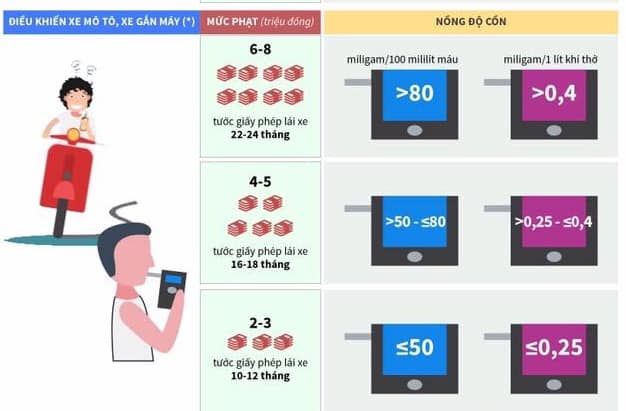 ĐIỀU KHIỂN XE MÔ TÔ, XE GẮN MÁY (*)
MỨC PHẠT (triệu đồng)
NỒNG ĐỘ CỒN
6-8
tước giấy phép lái xe
22-24 tháng
miligam/100 mililít máu
>80
miligam/1 lít khí thở
>0,4
4-5
tước giấy phép lái xe
16-18 tháng
>50 - ≤80
>0,25 - ≤0,4
2-3
tước giấy phép lái xe
10-12 tháng
≤50
≤0,25